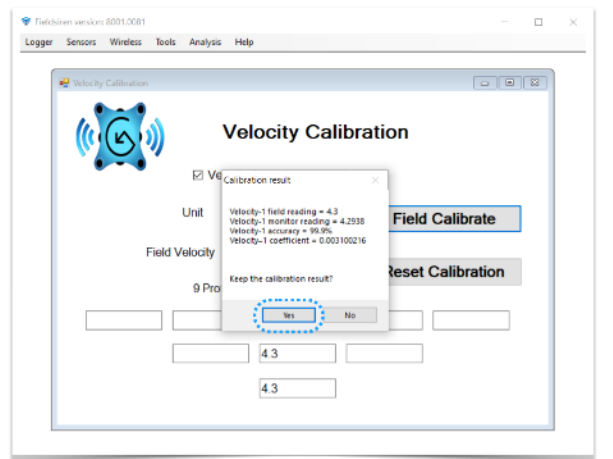 Fieldsiren version: 8001.0081
Logger Sensors Wireless Tools Analysis Help
Velocity Calibration
Velocity Calibration
Ve
Calibration result
Velocity-1 field reading = 4.3
Velocity-1 monitor reading = 4.2938
Velocity-1 accuracy = 99.9%
Velocity-1 coefficient = 0.003100216
Keep the calibration result?
Yes No
Unit
Field Velocity
9 Pro
Field Calibrate
Reset Calibration
4.3
4.3